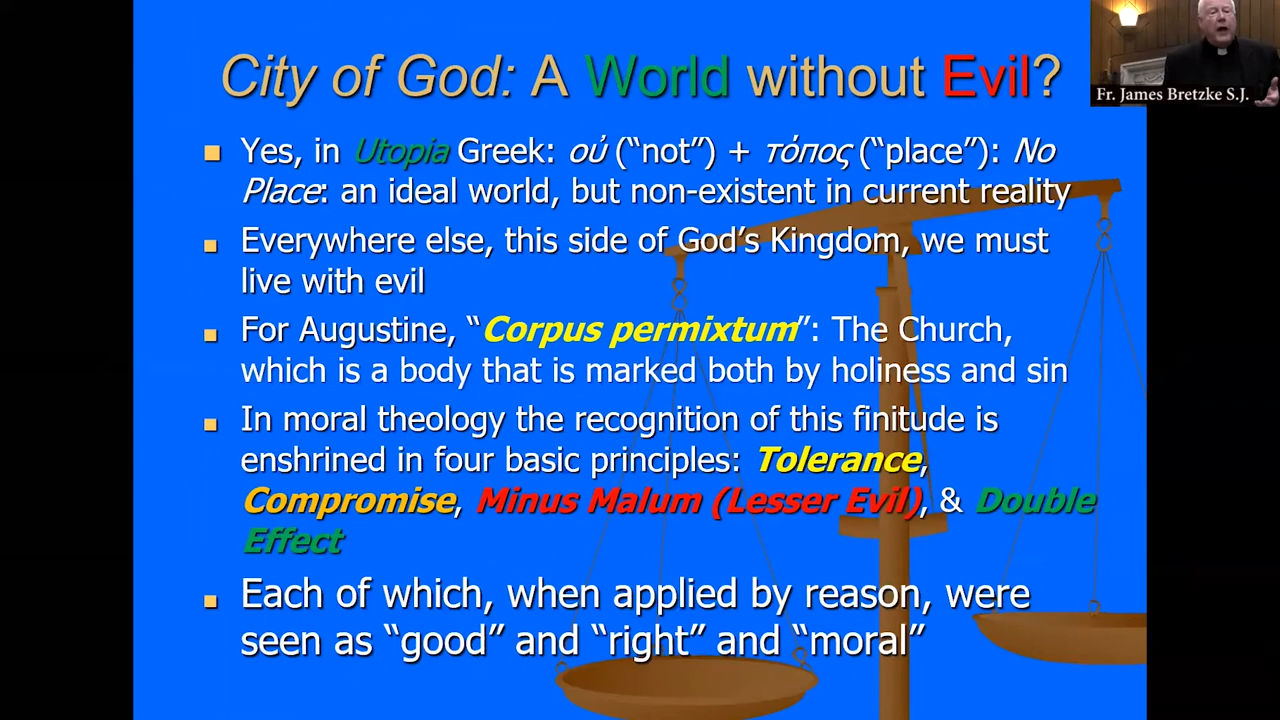 City of God: A World without Evil?
Fr. James Bretzke S.J.
Yes, in Utopia Greek: οὐ (“not”) + τόπος (“place”): No
Place: an ideal world, but non-existent in current reality
Everywhere else, this side of God’s Kingdom, we must
live with evil
For Augustine, “Corpus permixtum”: The Church,
which is a body that is marked both by holiness and sin
In moral theology the recognition of this finitude is
enshrined in four basic principles: Tolerance,
Compromise, Minus Malum (Lesser Evil), & Double
Effect
Each of which, when applied by reason, were
seen as “good” and “right” and “moral”